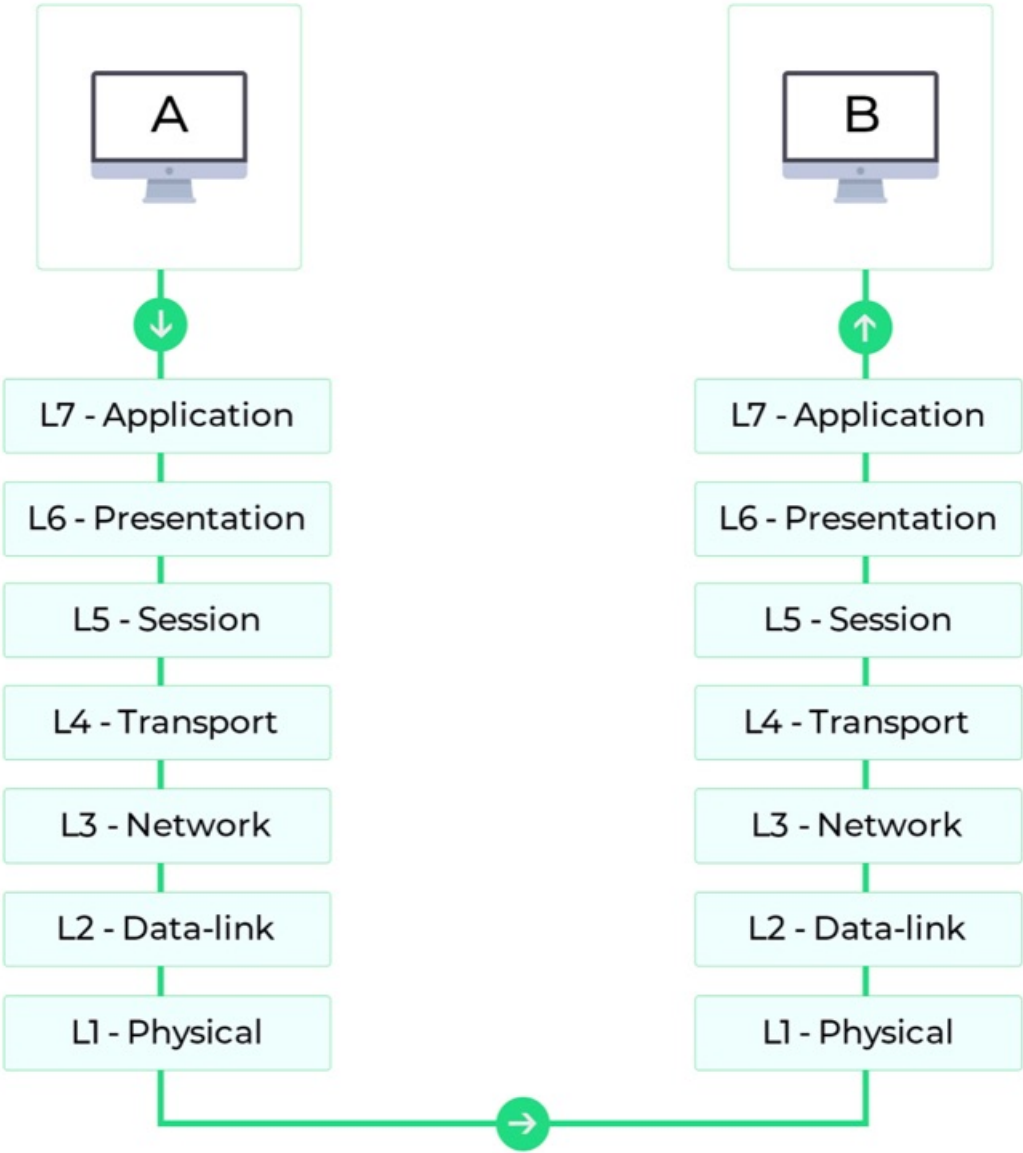 A
B
L7 - Application
L7 - Application
L6 - Presentation
L6 - Presentation
L5 - Session
L5 - Session
L4 - Transport
L4 - Transport
L3 - Network
L3 - Network
L2 - Data-link
L2 - Data-link
L1 - Physical
L1 - Physical